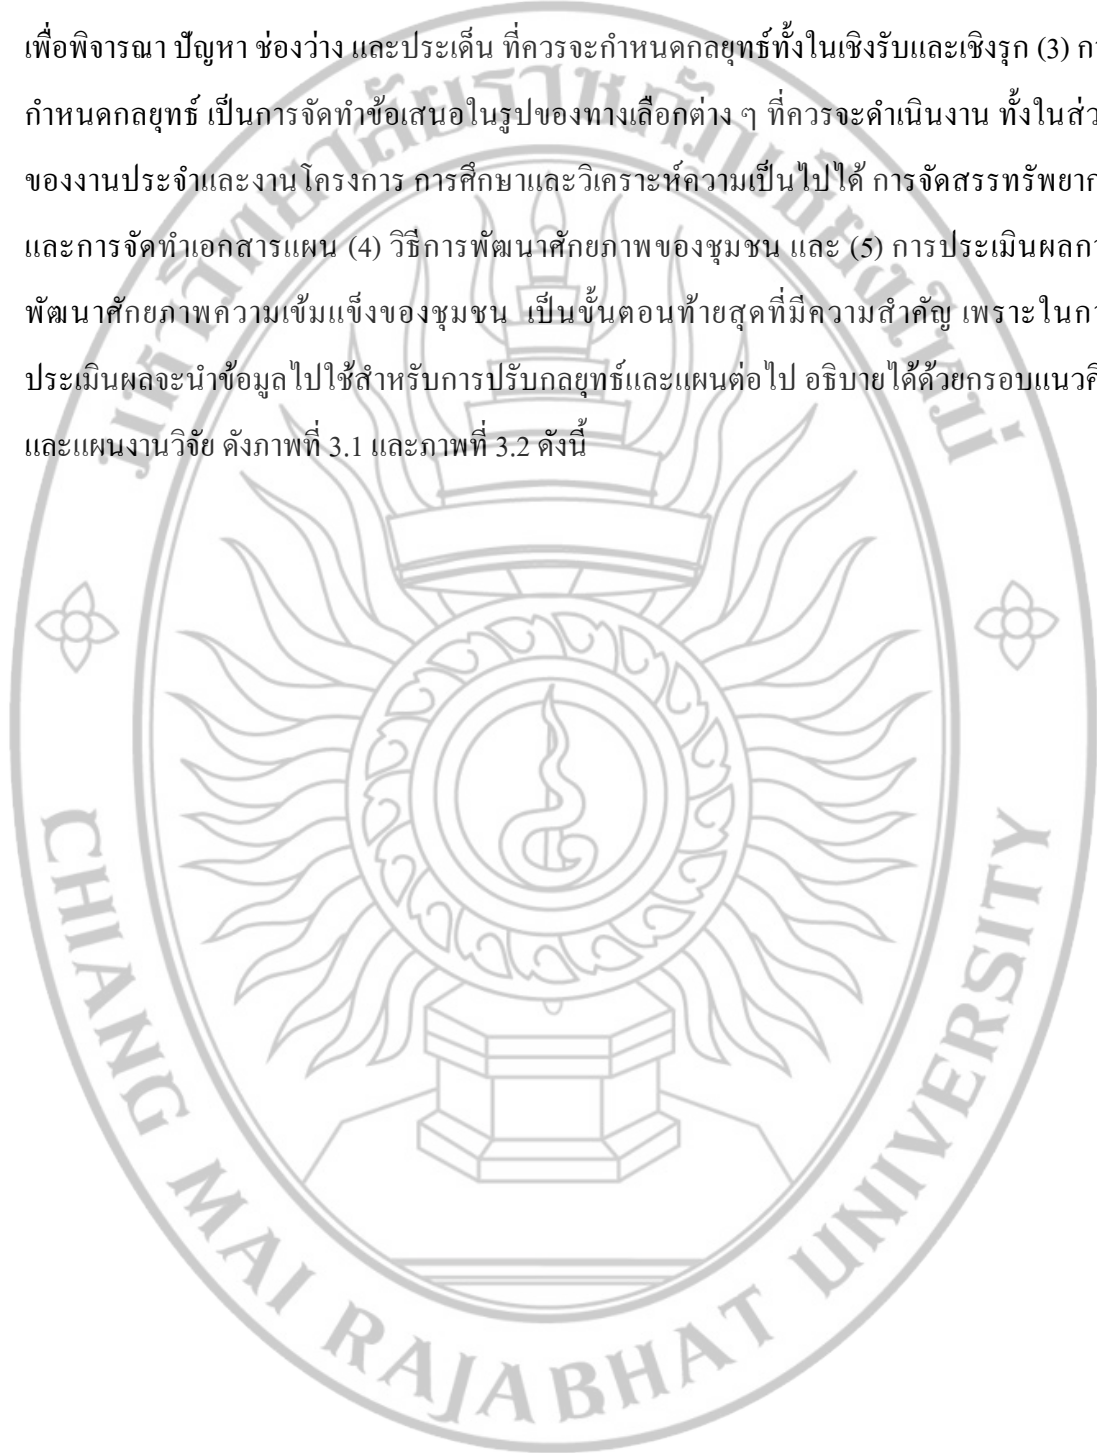 เพื่อพิจารณา ปัญหา ช่องว่าง และประเด็น ที่ควรจะกำหนดกลยุทธ์ทั้งในเชิงรับและเชิงรุก (3)
กำหนดกลยุทธ์ เป็นการจัดทำข้อเสนอในรูปของทางเลือกต่าง ๆ ที่ควรจะดำเนินงาน ทั้งในส่ว
ของงานประจำและงานโครงการ การศึกษาและวิเคราะห์ความเป็นไปได้ การจัดสรรทรัพยาก
และการจัดทำเอกสารแผน (4) วิธีการพัฒนาศักยภาพของชุมชน และ (5) การประเมินผลกา
พัฒนาศักยภาพความเข้มแข็งของชุมชน เป็นขั้นตอนท้ายสุดที่มีความสำคัญ เพราะในกา
ประเมินผลจะนำข้อมูลไปใช้สำหรับการปรับกลยุทธ์และแผนต่อไป อธิบายได้ด้วยกรอบแนวคิ
และแผนงานวิจัย ดังภาพที่ 3.1 และภาพที่ 3.2 ดังนี้
มหาวิทยาลัยราชภัฏเชียงใหม่
CHIANG MAI RAJABHAT UNIVERSITY